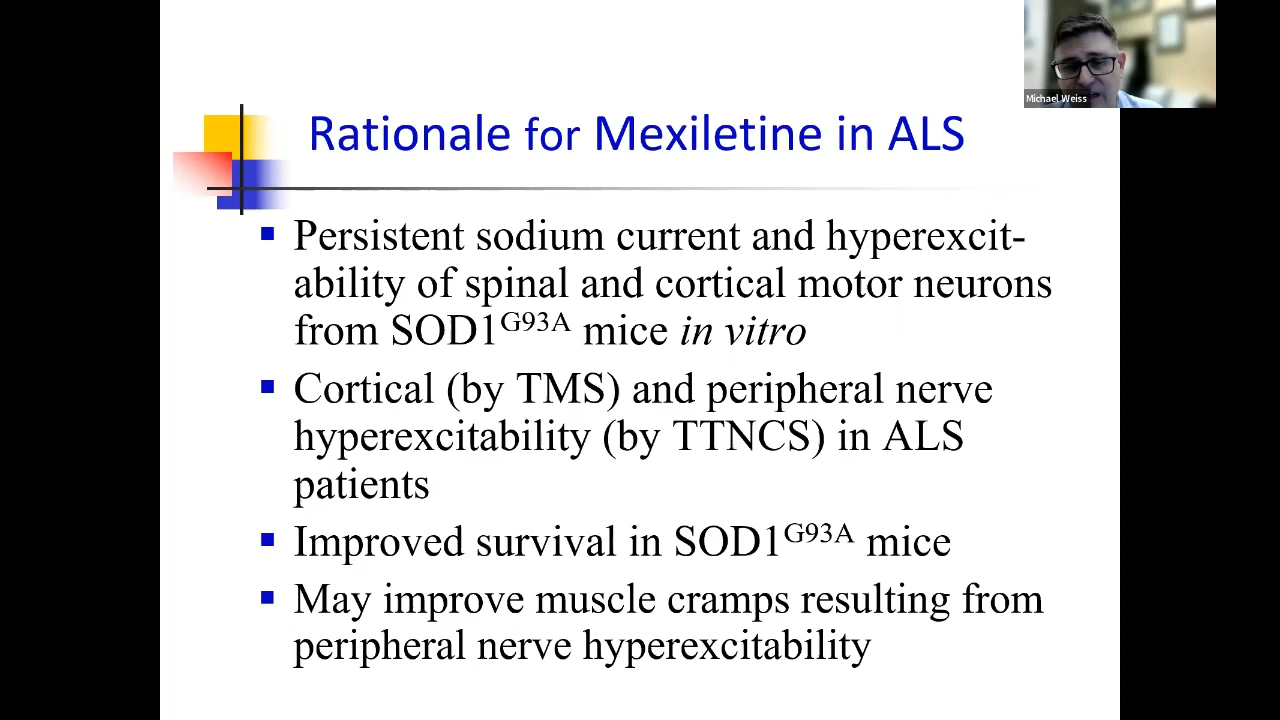 Michael Weiss
Rationale for Mexiletine in ALS
Persistent sodium current and hyperexcit-
ability of spinal and cortical motor neurons
from SOD1G93A mice in vitro
Cortical (by TMS) and peripheral nerve
hyperexcitability (by TTNCS) in ALS
patients
Improved survival in SOD1G93A mice
May improve muscle cramps resulting from
peripheral nerve hyperexcitability